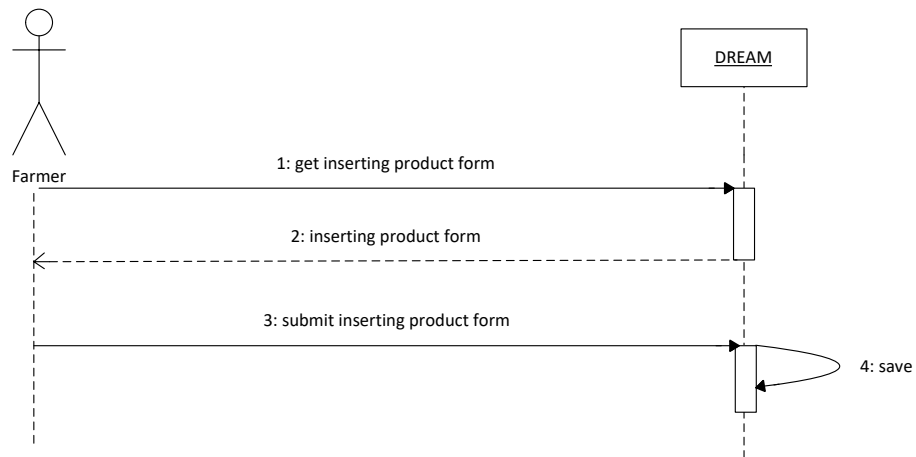 DREAM
1: get inserting product form
Farmer
2: inserting product form
3: submit inserting product form
4: save